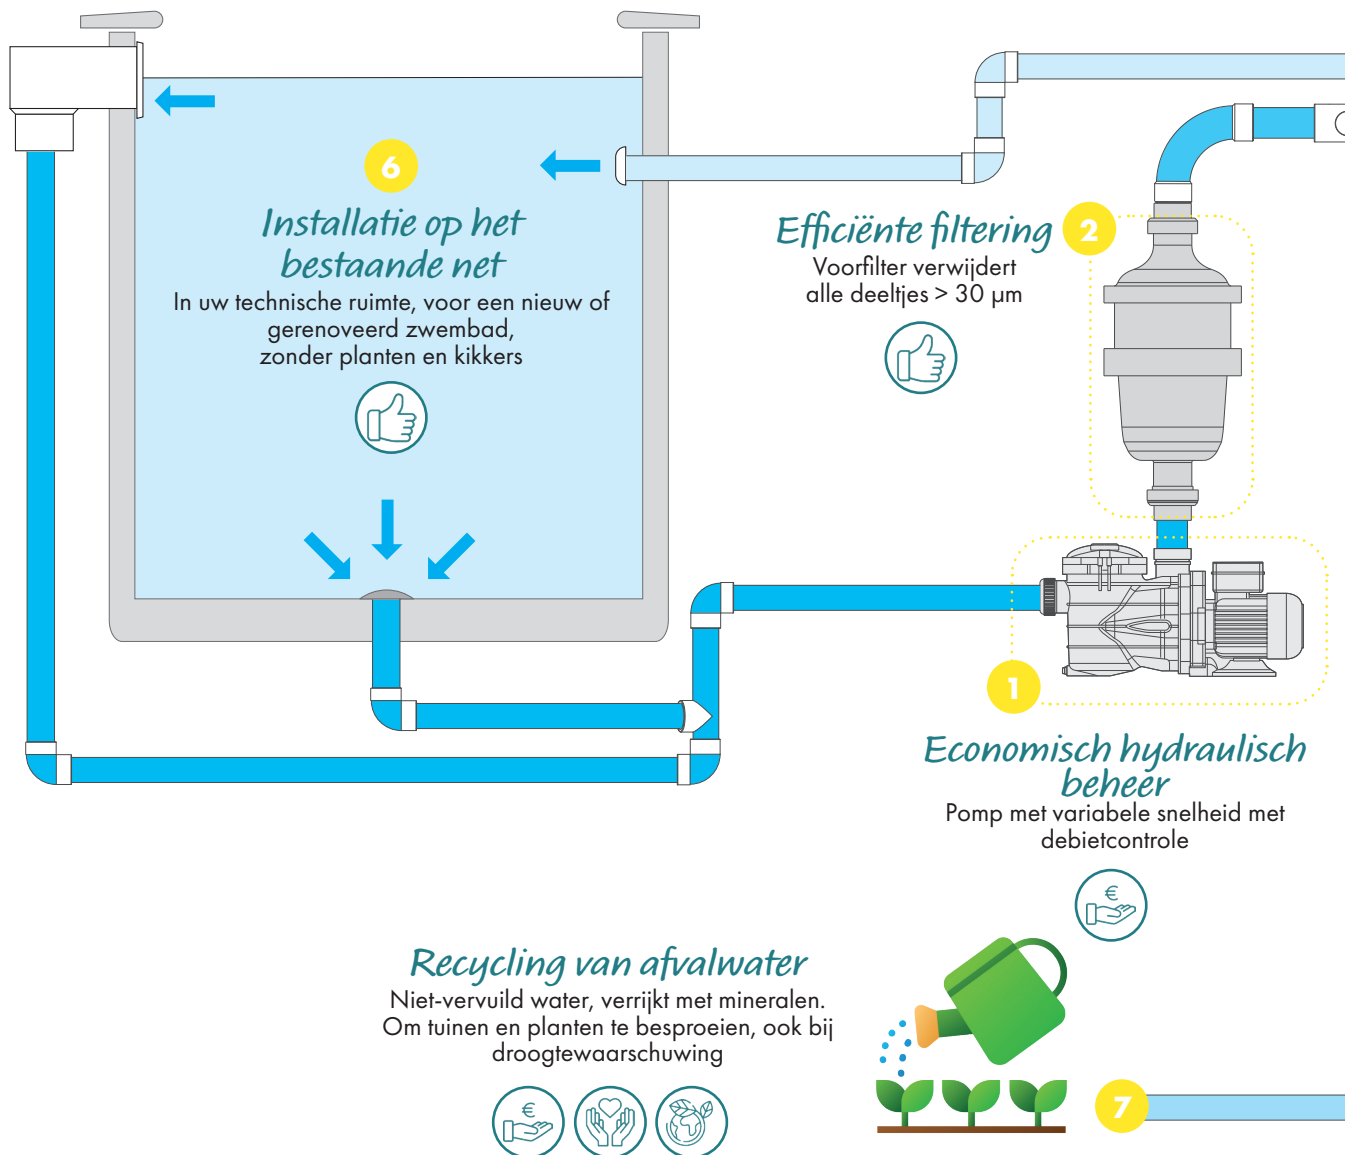 6
Installatie op het
bestaande net
In uw technische ruimte, voor een nieuw of
gerenoveerd zwembad,
zonder planten en kikkers
Efficiënte filtering
2
Voorfilter verwijdert
alle deeltjes > 30 µm
1
Economisch hydraulisch
beheer
Pomp met variabele snelheid met
debietcontrole
€
Recycling van afvalwater
Niet-vervuild water, verrijkt met mineralen.
Om tuinen en planten te besproeien, ook bij
droogtewaarschuwing
€
7